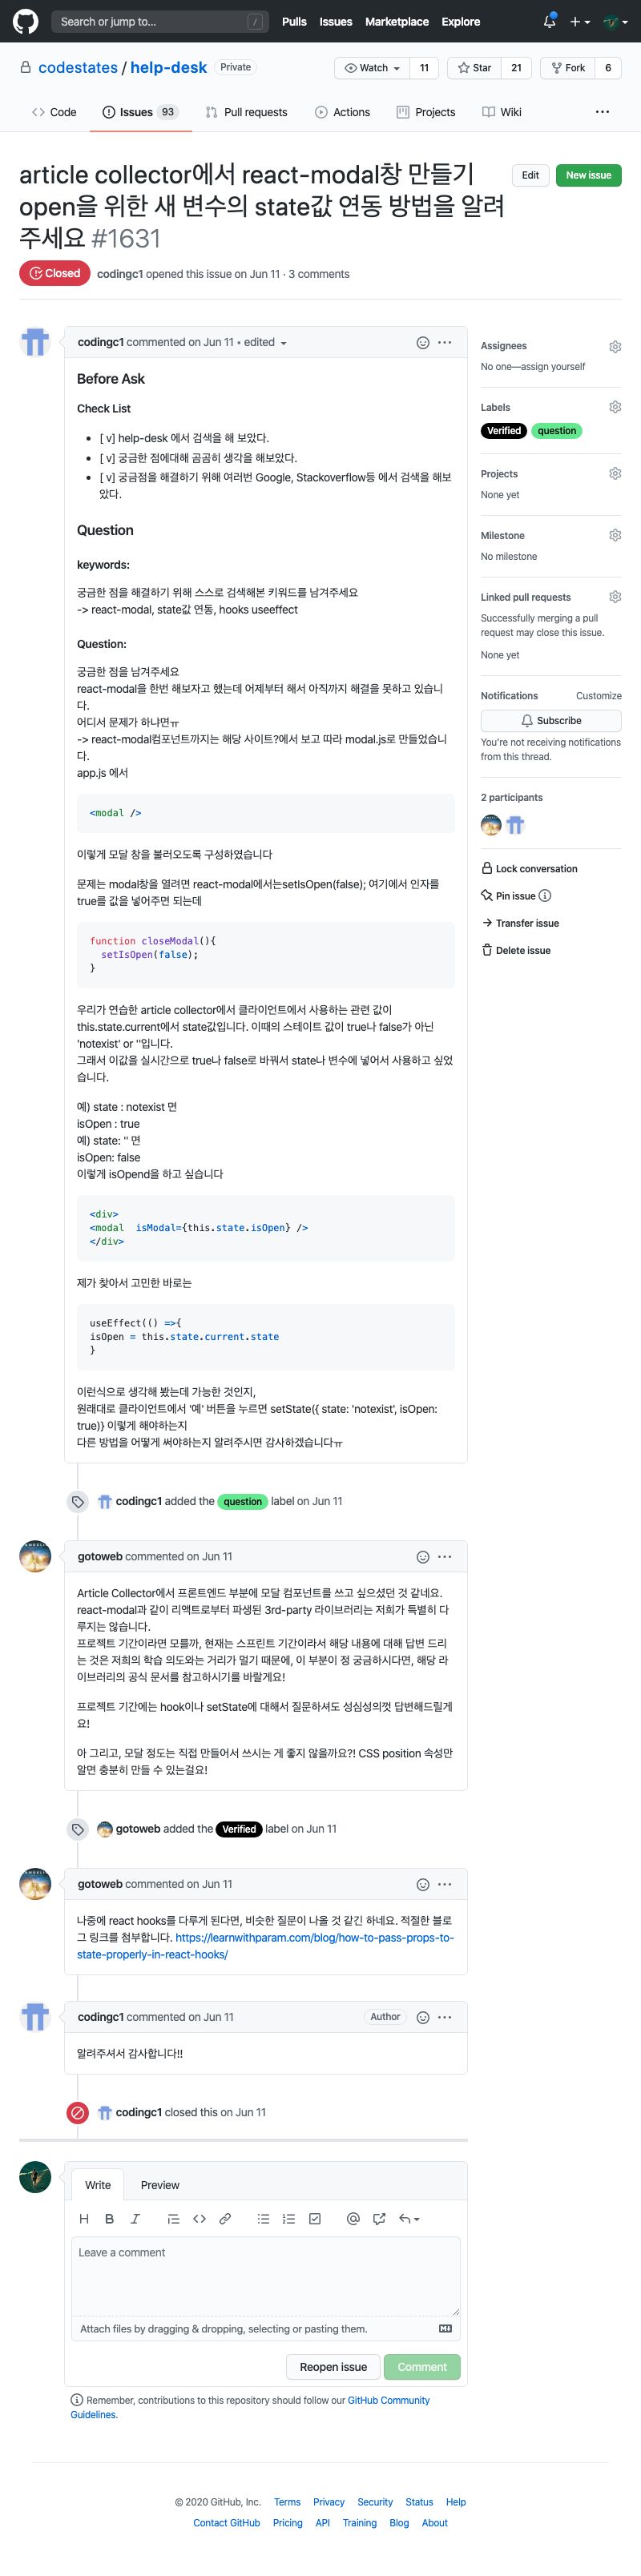 Search or jump to... /
Pulls Issues Marketplace Explore
codestates / help-desk Private
Watch 11 Star 21 Fork 6
Code Issues 93 Pull requests Actions Projects Wiki ...
article collector에서 react-modal창 만들기
open을 위한 새 변수의 state값 연동 방법을 알려
주세요 #1631
Edit New issue
Closed codingc1 opened this issue on Jun 11 · 3 comments
codingc1 commented on Jun 11 • edited
Before Ask
Check List
[ v] help-desk 에서 검색을 해 보았다.
[ v] 궁금한 점에대해 곰곰히 생각을 해보았다.
[ v] 궁금점을 해결하기 위해 여러번 Google, Stackoverflow등 에서 검색을 해보
았다.
Question
keywords:
궁금한 점을 해결하기 위해 스스로 검색해본 키워드를 남겨주세요
-> react-modal, state값 연동, hooks useeffect
Question:
궁금한 점을 남겨주세요
react-modal을 한번 해보자고 했는데 어제부터 해서 아직까지 해결을 못하고 있습니
다.
어디서 문제가 하냐면ㅠ
-> react-modal컴포넌트까지는 해당 사이트?에서 보고 따라 modal.js로 만들었습니
다.
app.js 에서
<modal />
이렇게 모달 창을 불러오도록 구성하였습니다
문제는 modal창을 열려면 react-modal에서는setIsOpen(false); 여기에서 인자를
true를 값을 넣어주면 되는데
function closeModal(){
setIsOpen(false);
}
우리가 연습한 article collector에서 클라이언트에서 사용하는 관련 값이
this.state.current에서 state값입니다. 이때의 스테이트 값이 true나 false가 아닌
'notexist' or ''입니다.
그래서 이값을 실시간으로 true나 false로 바꿔서 state나 변수에 넣어서 사용하고 싶었
습니다.
예) state : notexist 면
isOpen : true
예) state: '' 면
isOpen: false
이렇게 isOpend을 하고 싶습니다
<div>
<modal  isModal={this.state.isOpen} />
</div>
제가 찾아서 고민한 바로는
useEffect(() =>{
isOpen = this.state.current.state
}
이런식으로 생각해 봤는데 가능한 것인지,
원래대로 클라이언트에서 '예' 버튼을 누르면 setState({ state: 'notexist', isOpen:
true)} 이렇게 해야하는지
다른 방법을 어떻게 써야하는지 알려주시면 감사하겠습니다ㅠ
codingc1 added the question label on Jun 11
gotoweb commented on Jun 11
Article Collector에서 프론트엔드 부분에 모달 컴포넌트를 쓰고 싶으셨던 것 같네요.
react-modal과 같이 리액트로부터 파생된 3rd-party 라이브러리는 저희가 특별히 다
루지는 않습니다.
프로젝트 기간이라면 모를까, 현재는 스프린트 기간이라서 해당 내용에 대해 답변 드리
는 것은 저희의 학습 의도와는 거리가 멀기 때문에, 이 부분이 정 궁금하시다면, 해당 라
이브러리의 공식 문서를 참고하시기를 바랄게요!
프로젝트 기간에는 hook이나 setState에 대해서 질문하셔도 성심성의껏 답변해드릴게
요!
아 그리고, 모달 정도는 직접 만들어서 쓰시는 게 좋지 않을까요?! CSS position 속성만
알면 충분히 만들 수 있는걸요!
gotoweb added the Verified label on Jun 11
gotoweb commented on Jun 11
나중에 react hooks를 다루게 된다면, 비슷한 질문이 나올 것 같긴 하네요. 적절한 블로
그 링크를 첨부합니다. https://learnwithparam.com/blog/how-to-pass-props-to-
state-properly-in-react-hooks/
codingc1 commented on Jun 11 Author
알려주셔서 감사합니다!!
codingc1 closed this on Jun 11
Write Preview
Leave a comment
Attach files by dragging & dropping, selecting or pasting them.
Reopen issue Comment
Remember, contributions to this repository should follow our GitHub Community
Guidelines.
Assignees
No one—assign yourself
Labels
Verified question
Projects
None yet
Milestone
No milestone
Linked pull requests
Successfully merging a pull
request may close this issue.
None yet
Notifications Customize
Subscribe
You're not receiving notifications
from this thread.
2 participants
Lock conversation
Pin issue
Transfer issue
Delete issue
© 2020 GitHub, Inc. Terms Privacy Security Status Help
Contact GitHub Pricing API Training Blog About